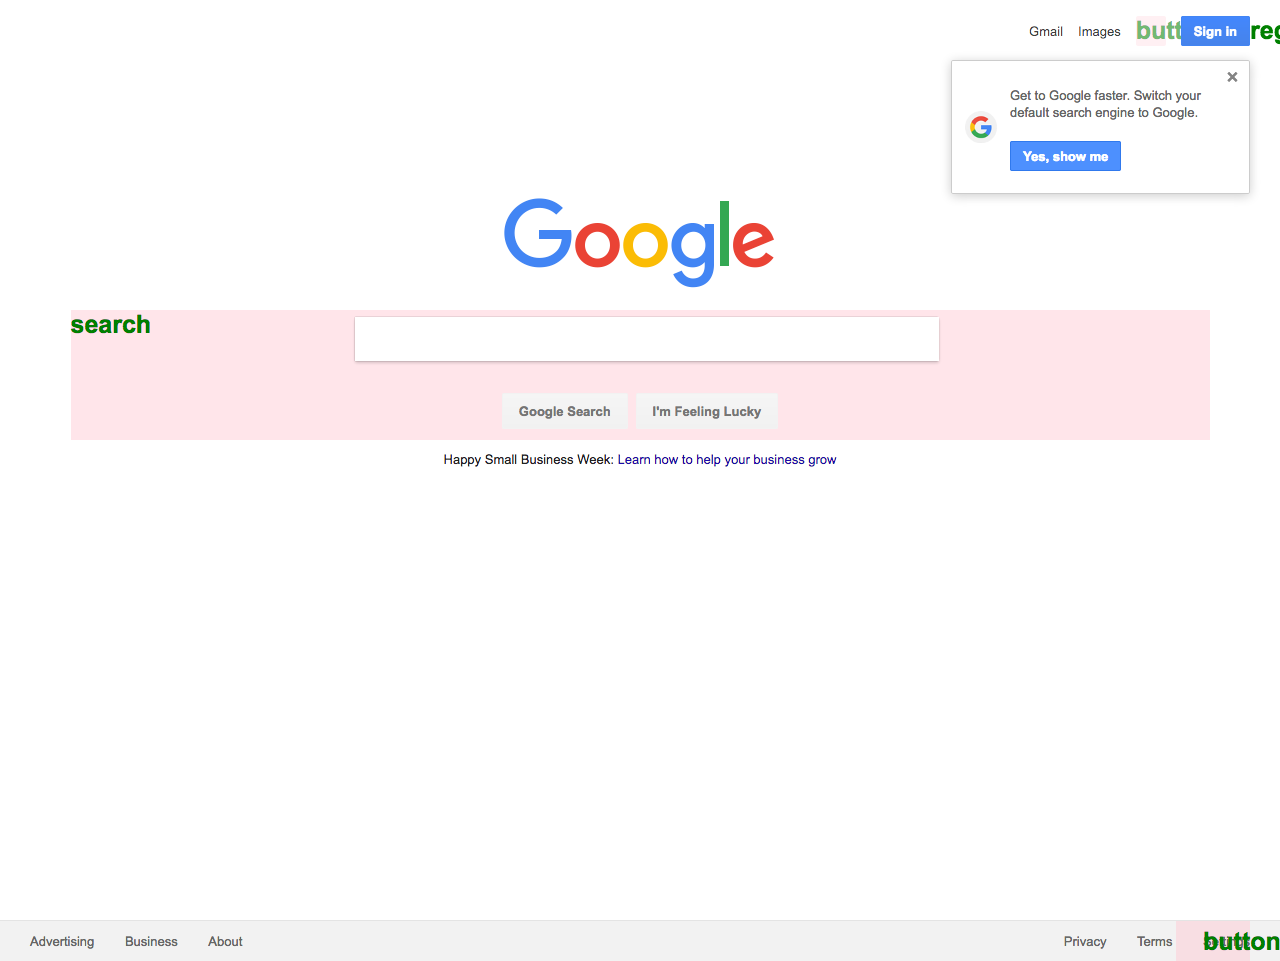 Gmail Images butt Sign in reg
Get to Google faster. Switch your
default search engine to Google.
Yes, show me
Google
search
Google Search I'm Feeling Lucky
Happy Small Business Week: Learn how to help your business grow
Advertising Business About Privacy Terms button